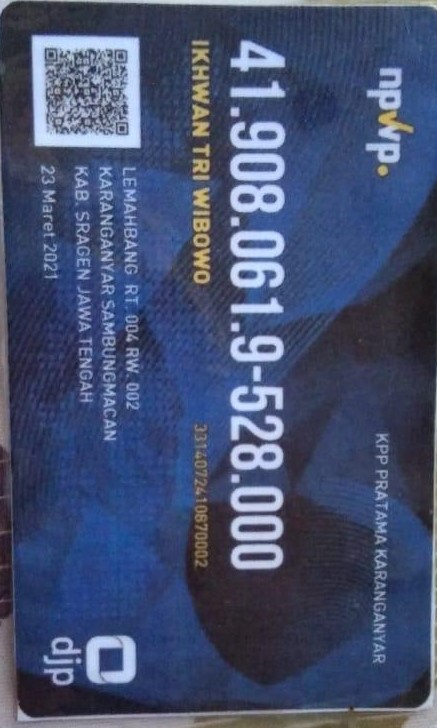 npwp.
KPP PRATAMA KARANGANYAR
41.908.061.9-528.000
IKHWAN TRI WIBOWO
3314072410870002
LEMAHBANG RT. 004 RW. 002
KARANGANYAR SAMBUNGMACAN
KAB. SRAGEN JAWA TENGAH
23 Maret 2021
djp